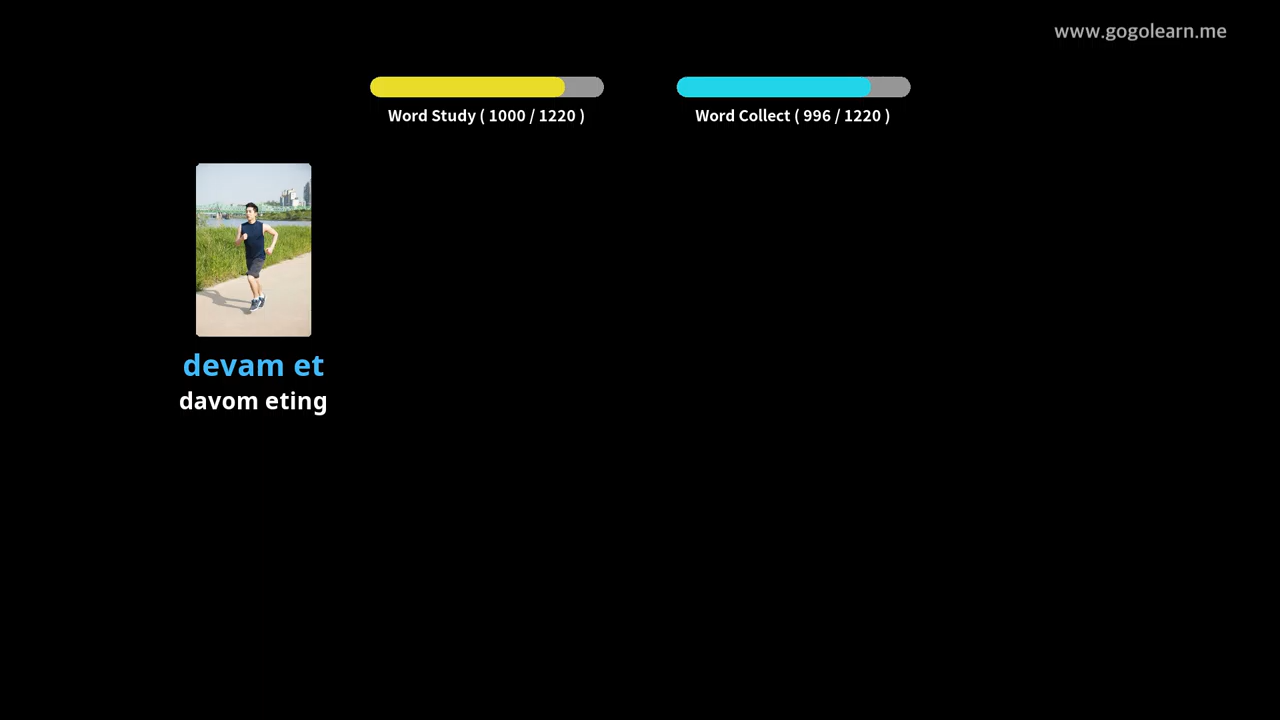 www.gogolearn.me
Word Study ( 1000 / 1220 )
Word Collect ( 996 / 1220 )
devam et
davom eting